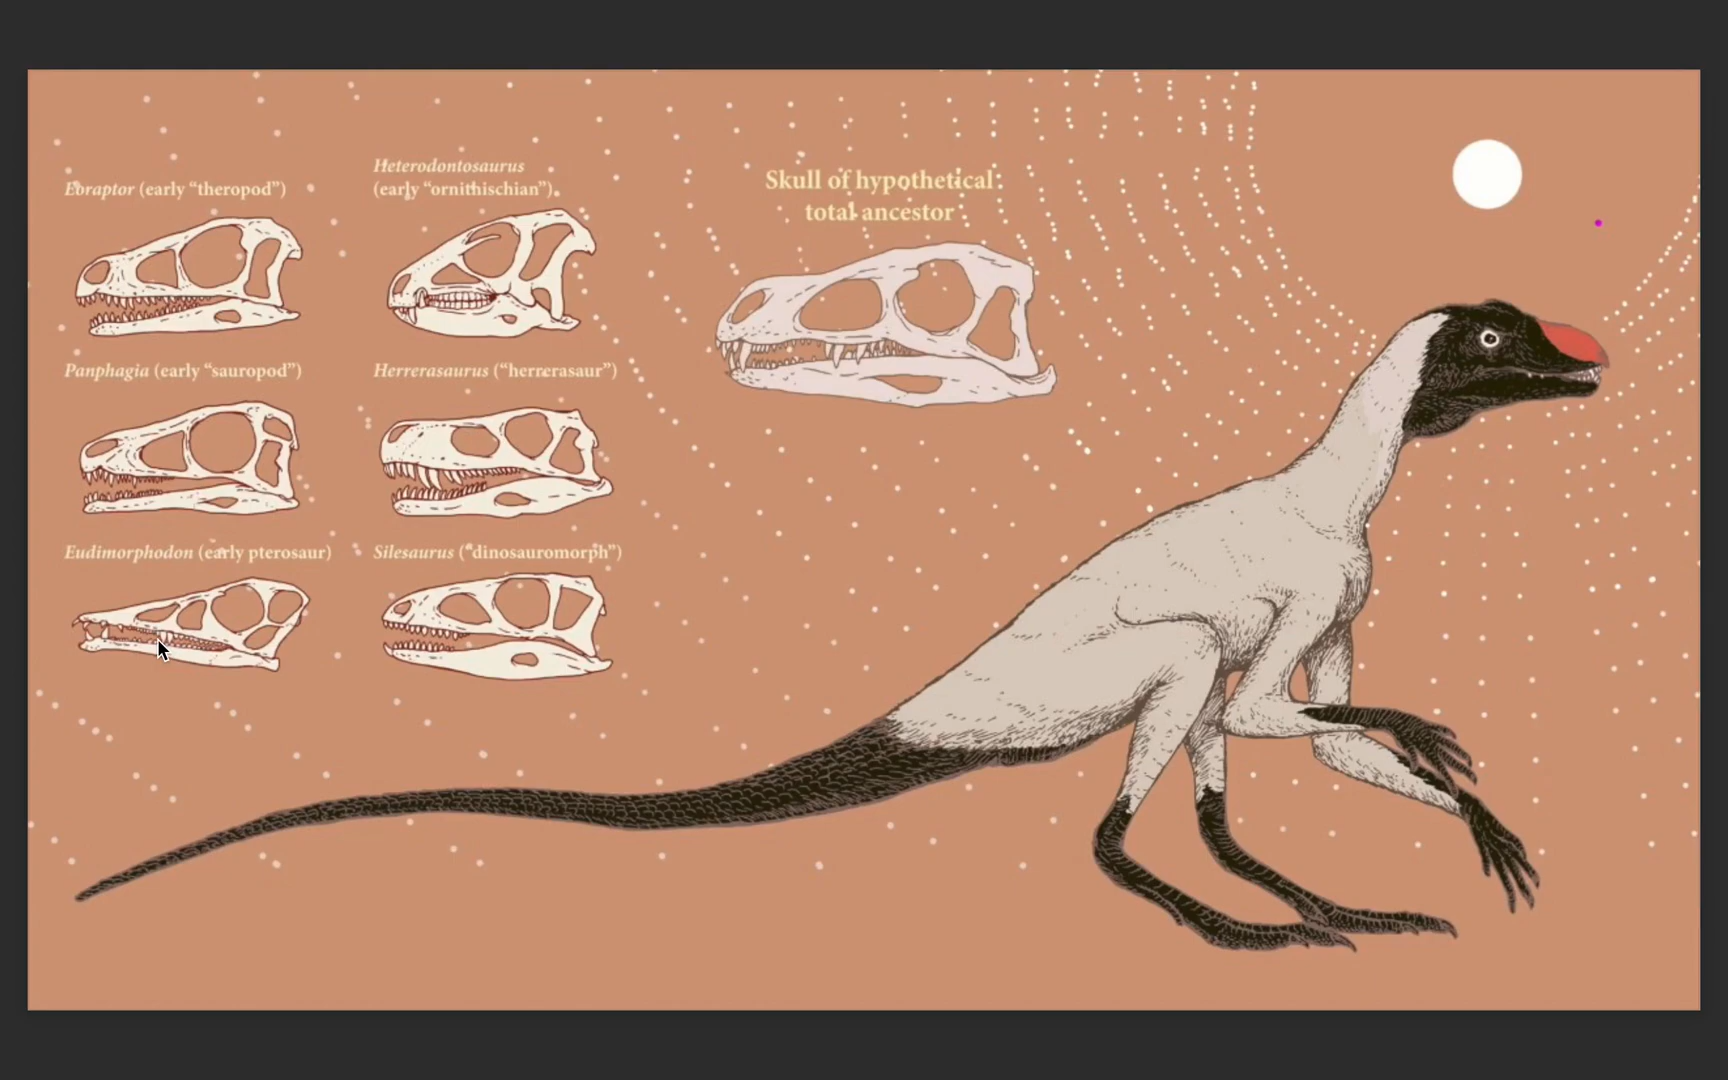 Eoraptor (early “theropod”)
Heterodontosaurus
(early “ornithischian”)
Skull of hypothetical
total ancestor
Panphagia (early “sauropod”)
Herrerasaurus (“herrerasaur”)
Eudimorphodon (early pterosaur)
Silesaurus (“dinosauromorph”)